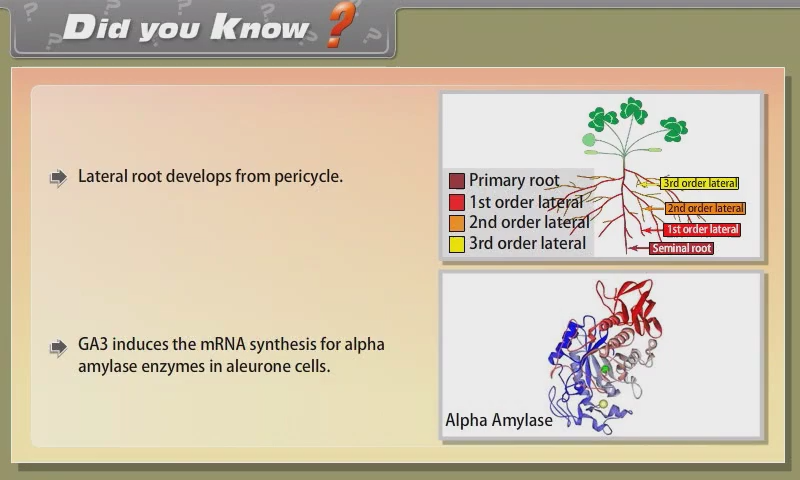 Did you Know ?
Lateral root develops from pericycle.
Primary root
1st order lateral
2nd order lateral
3rd order lateral
3rd order lateral
2nd order lateral
1st order lateral
Seminal root
GA3 induces the mRNA synthesis for alpha
amylase enzymes in aleurone cells.
Alpha Amylase